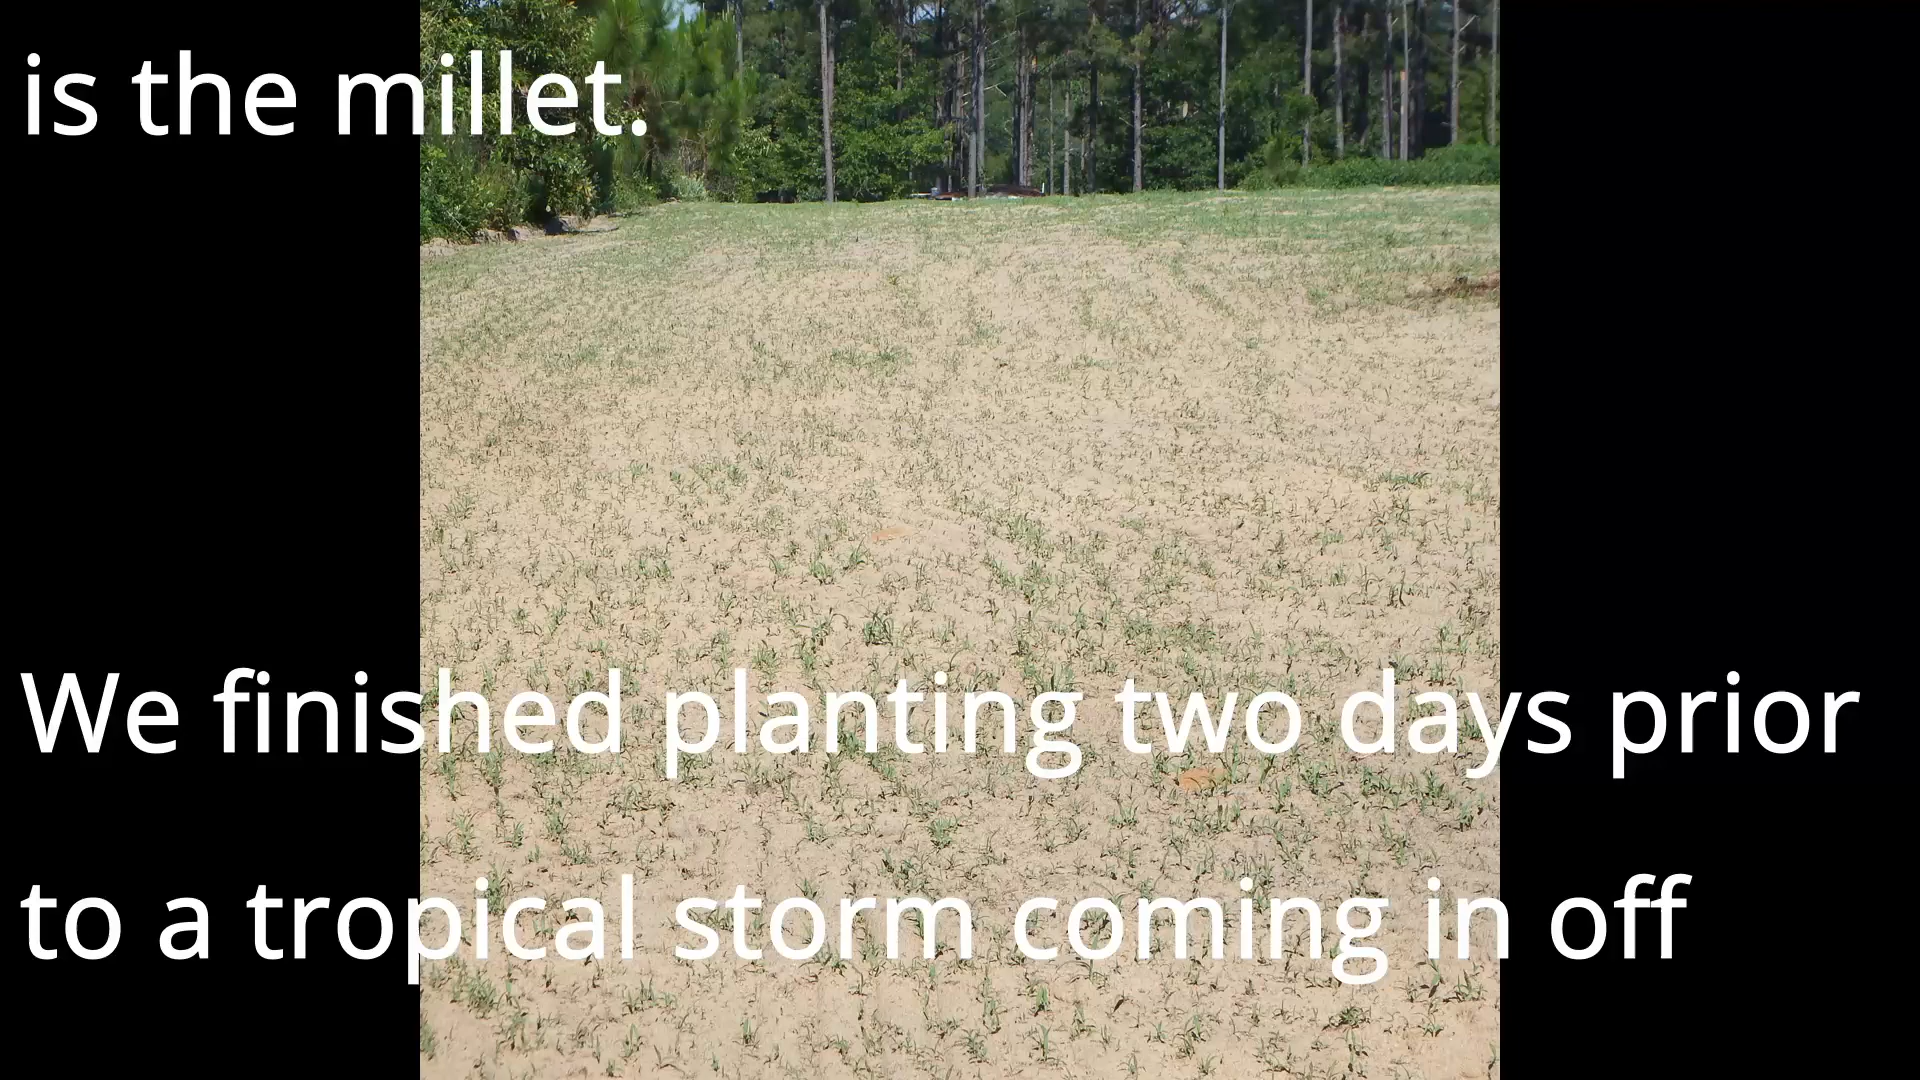 is the millet.
We finished planting two days prior
to a tropical storm coming in off